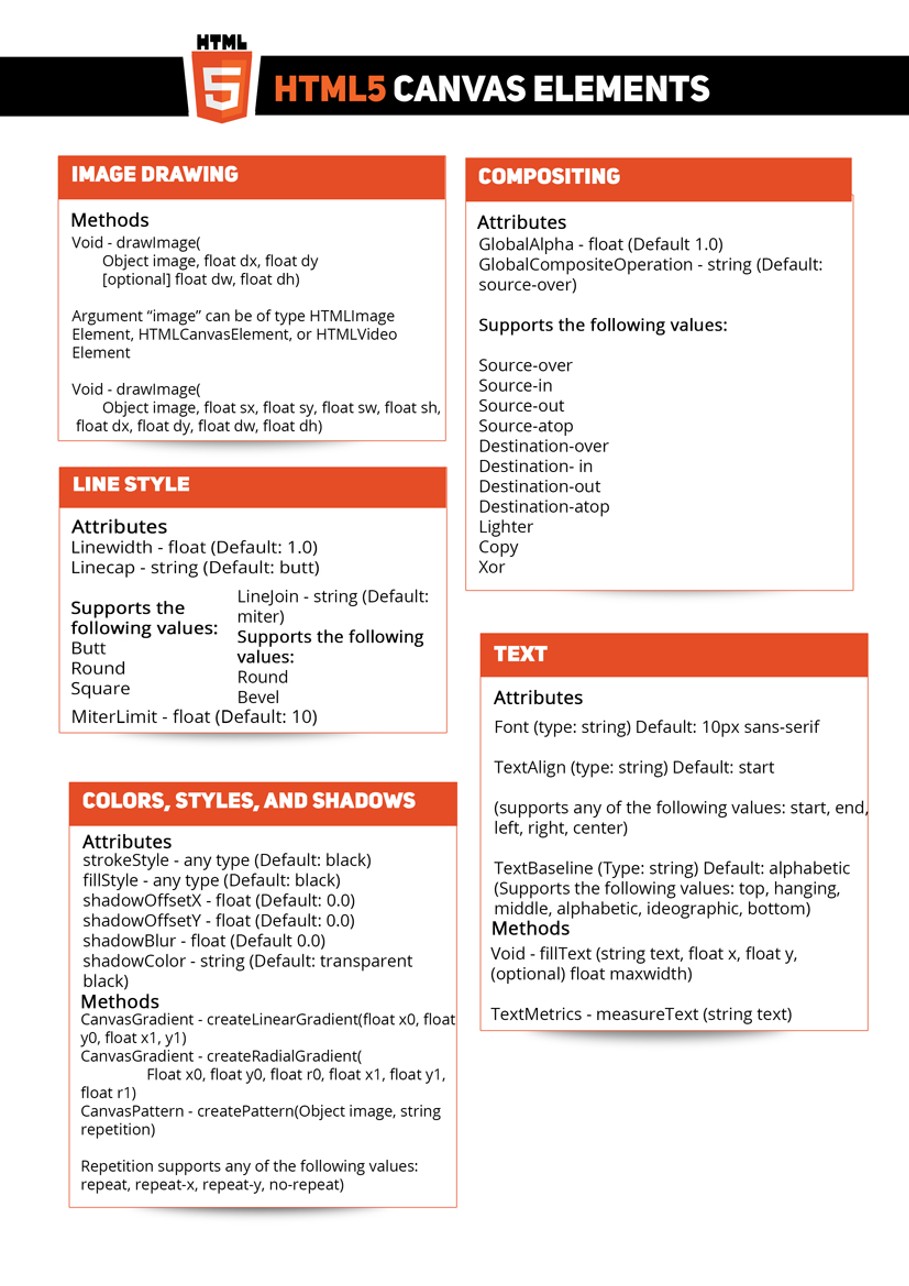 HTML
5
HTML5 CANVAS ELEMENTS
IMAGE DRAWING
Methods
Void - drawImage(
Object image, float dx, float dy
[optional] float dw, float dh)
Argument “image” can be of type HTMLImage
Element, HTMLCanvasElement, or HTMLVideo
Element
Void - drawImage(
Object image, float sx, float sy, float sw, float sh,
float dx, float dy, float dw, float dh)
LINE STYLE
Attributes
Linewidth - float (Default: 1.0)
Linecap - string (Default: butt)
Supports the
following values:
Butt
Round
Square
LineJoin - string (Default:
miter)
Supports the following
values:
Round
Bevel
MiterLimit - float (Default: 10)
COLORS, STYLES, AND SHADOWS
Attributes
strokeStyle - any type (Default: black)
fillStyle - any type (Default: black)
shadowOffsetX - float (Default: 0.0)
shadowOffsetY - float (Default: 0.0)
shadowBlur - float (Default 0.0)
shadowColor - string (Default: transparent
black)
Methods
CanvasGradient - createLinearGradient(float x0, float
y0, float x1, y1)
CanvasGradient - createRadialGradient(
Float x0, float y0, float r0, float x1, float y1,
float r1)
CanvasPattern - createPattern(Object image, string
repetition)
Repetition supports any of the following values:
repeat, repeat-x, repeat-y, no-repeat)
COMPOSITING
Attributes
GlobalAlpha - float (Default 1.0)
GlobalCompositeOperation - string (Default:
source-over)
Supports the following values:
Source-over
Source-in
Source-out
Source-atop
Destination-over
Destination- in
Destination-out
Destination-atop
Lighter
Copy
Xor
TEXT
Attributes
Font (type: string) Default: 10px sans-serif
TextAlign (type: string) Default: start
(supports any of the following values: start, end,
left, right, center)
TextBaseline (Type: string) Default: alphabetic
(Supports the following values: top, hanging,
middle, alphabetic, ideographic, bottom)
Methods
Void - fillText (string text, float x, float y,
(optional) float maxwidth)
TextMetrics - measureText (string text)